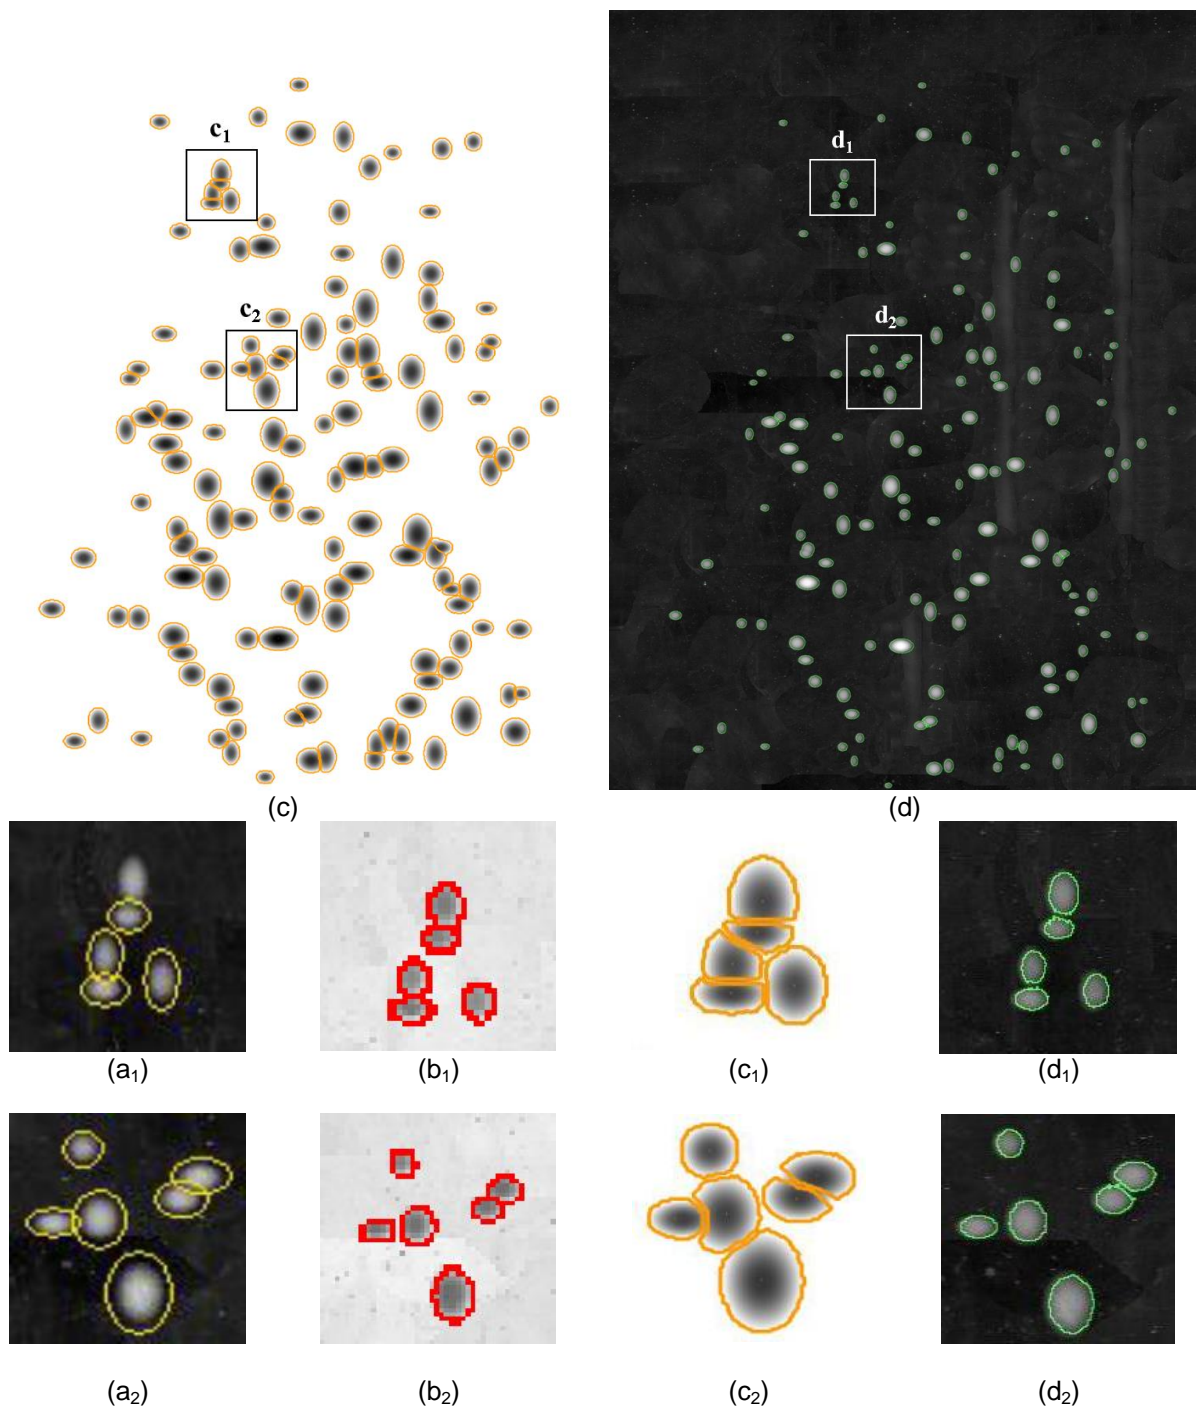 c₁
d₁
c₂
d₂
(c)
(d)
(a₁)
(b₁)
(c₁)
(d₁)
(a₂)
(b₂)
(c₂)
(d₂)